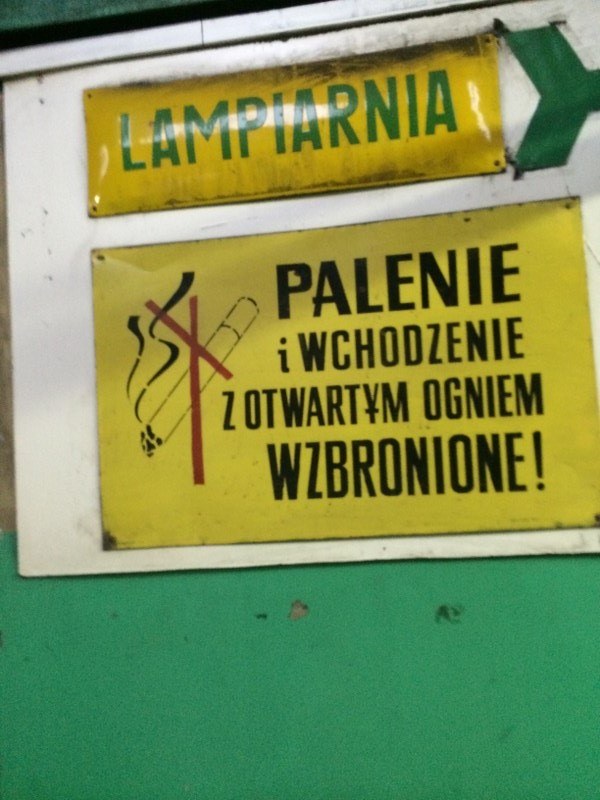 LAMPIARNIA
PALENIE
i WCHODZENIE
Z OTWARTYM OGNIEM
WZBRONIONE!